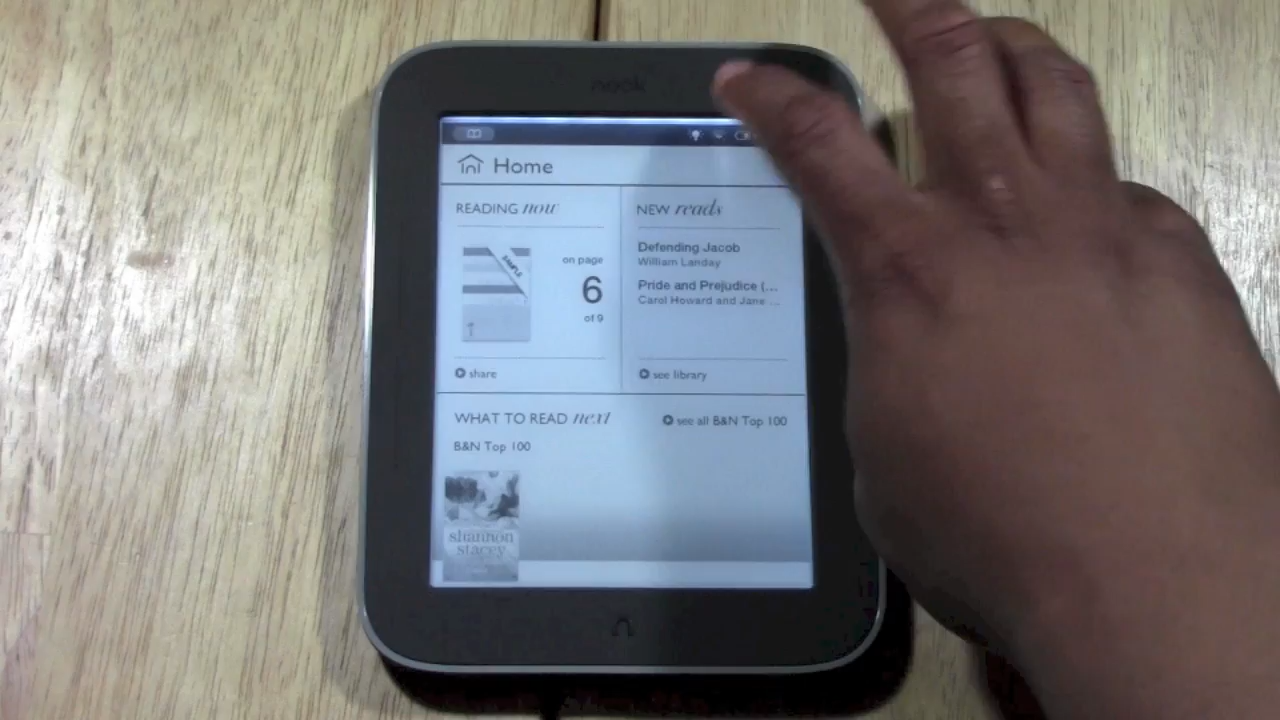 nook
Home
READING now
SAMPLE
on page
6
of 9
share
NEW reads
Defending Jacob
William Landay
Pride and Prejudice (...
Carol Howard and Jane ...
see library
WHAT TO READ next
see all B&N Top 100
B&N Top 100
shannon
stacey